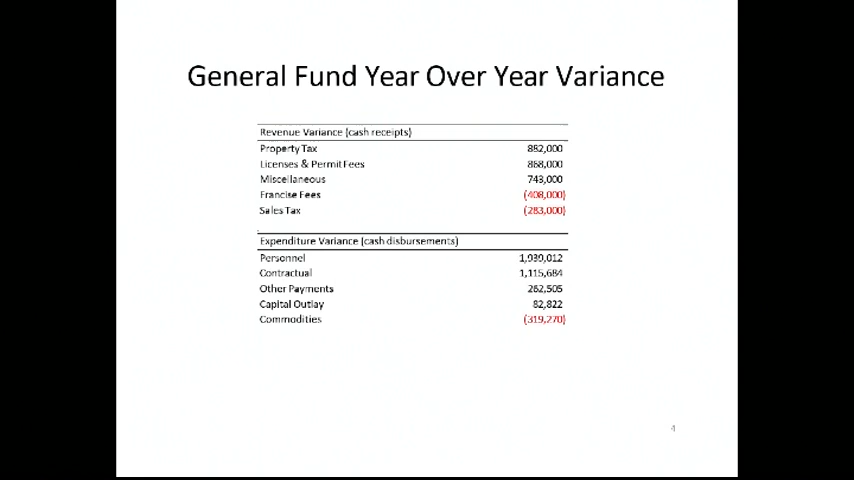 General Fund Year Over Year Variance
Revenue Variance (cash receipts)
Property Tax 882,000
Licenses & Permit Fees 868,000
Miscellaneous 743,000
Francise Fees (408,000)
Sales Tax (283,000)
Expenditure Variance (cash disbursements)
Personnel 1,939,012
Contractual 1,115,684
Other Payments 262,505
Capital Outlay 82,822
Commodities (319,270)
4